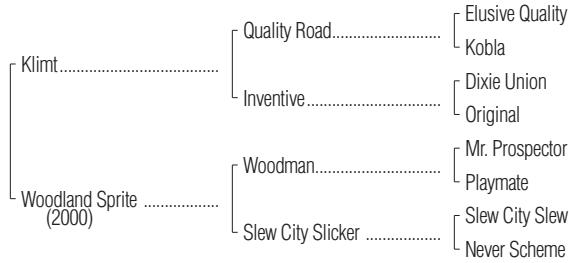 Elusive Quality
Quality Road
Kobla
Klimt
Dixie Union
Inventive
Original
Mr. Prospector
Woodman
Playmate
Woodland Sprite
(2000)
Slew City Slew
Slew City Slicker
Never Scheme